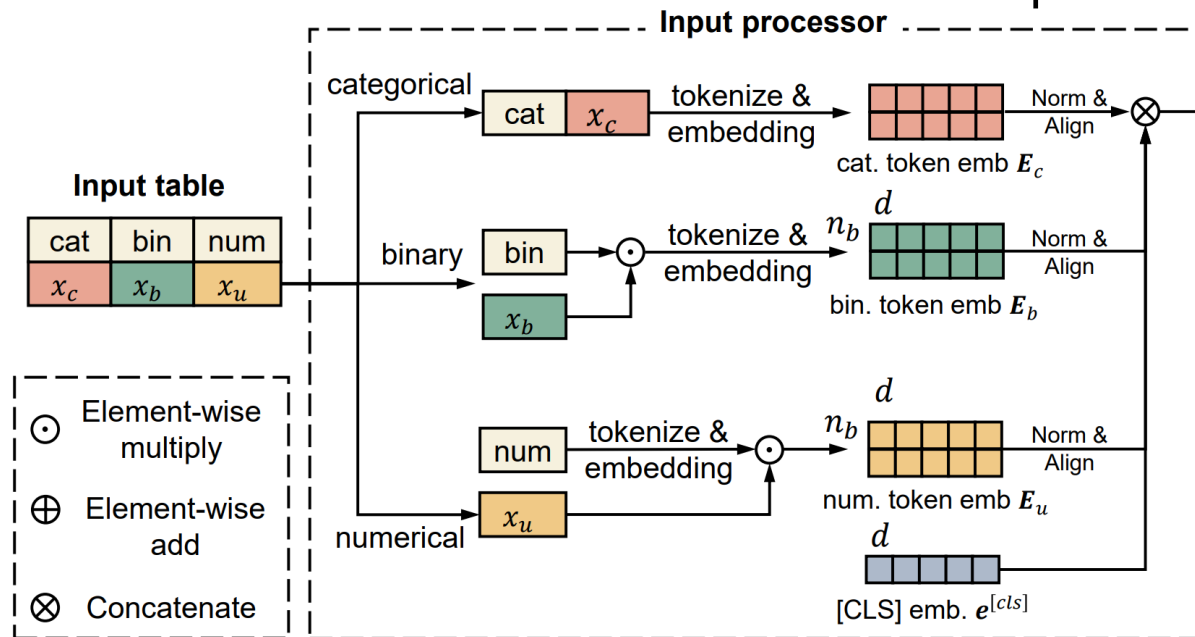 Input processor
categorical
cat x_c
tokenize &
embedding
Norm &
Align
cat. token emb E_c
Input table
cat bin num
x_c x_b x_u
binary
bin
x_b
tokenize &
embedding
n_b
d
Norm &
Align
bin. token emb E_b
numerical
num
x_u
tokenize &
embedding
n_b
d
Norm &
Align
num. token emb E_u
d
[CLS] emb. e^[cls]
Element-wise
multiply
Element-wise
add
Concatenate